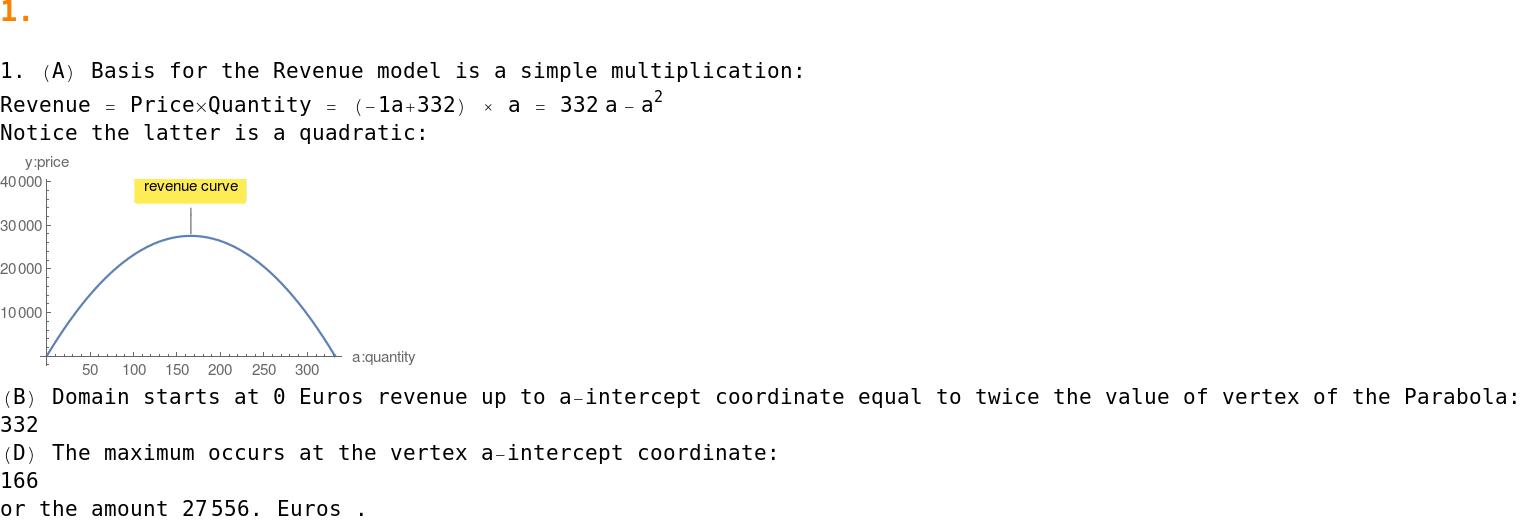 1.
1. (A) Basis for the Revenue model is a simple multiplication:
Revenue = Price×Quantity = (-1a+332) × a = 332 a - a²
Notice the latter is a quadratic:
y:price
revenue curve
40000
30000
20000
10000
50 100 150 200 250 300
a:quantity
(B) Domain starts at 0 Euros revenue up to a-intercept coordinate equal to twice the value of vertex of the Parabola:
332
(D) The maximum occurs at the vertex a-intercept coordinate:
166
or the amount 27556. Euros .